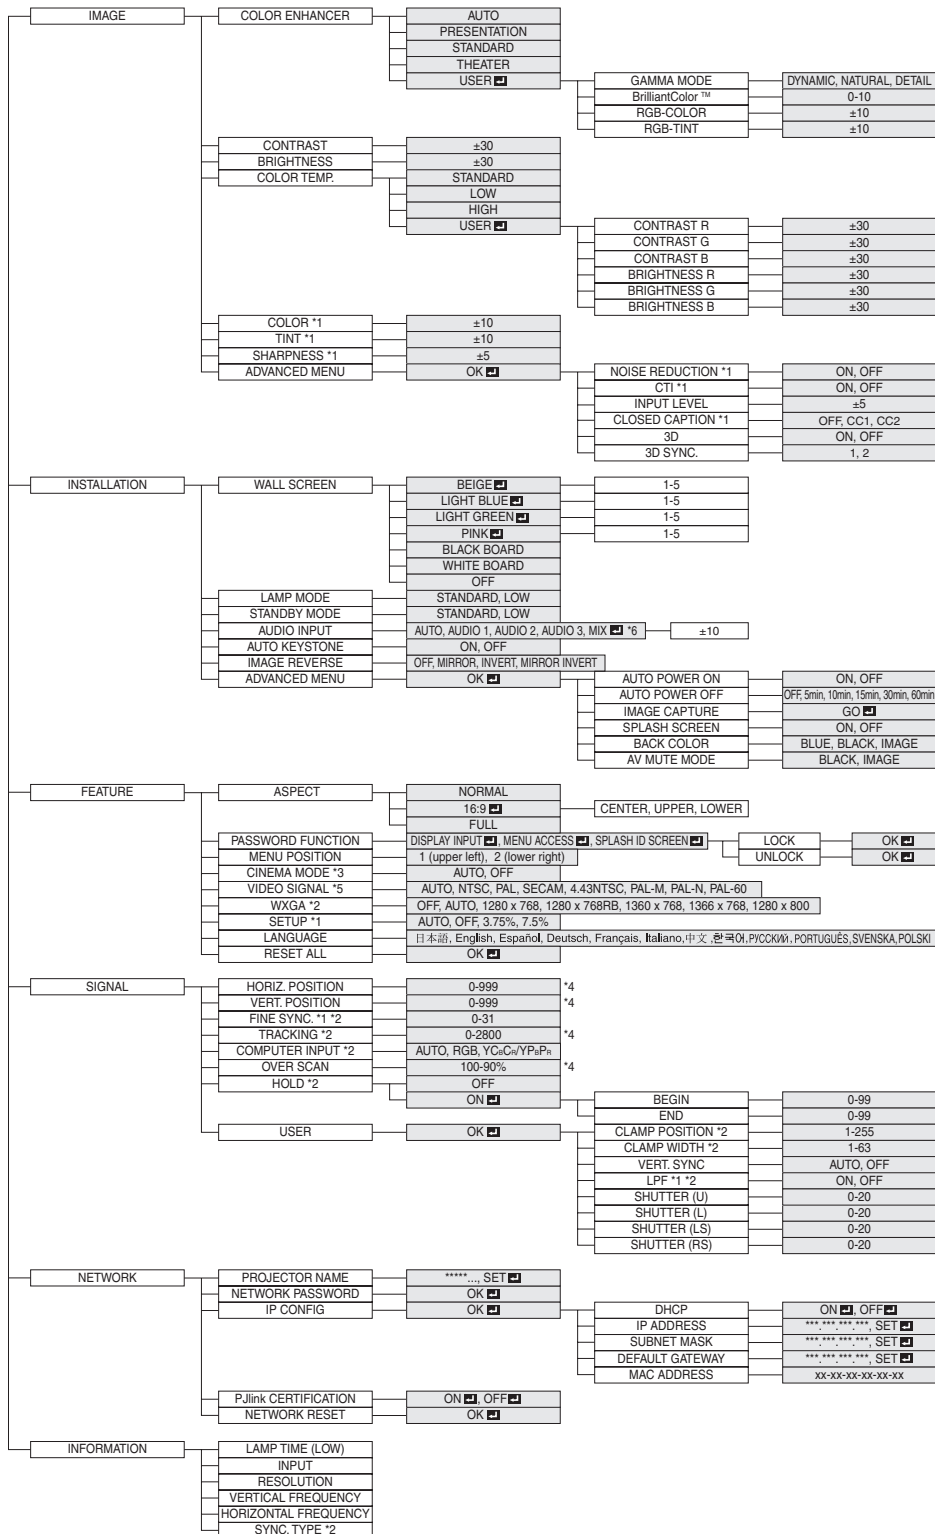 IMAGE COLOR ENHANCER AUTO
PRESENTATION
STANDARD
THEATER
USER GAMMA MODE DYNAMIC, NATURAL, DETAIL
BrilliantColor ™ 0-10
RGB-COLOR ±10
RGB-TINT ±10
CONTRAST ±30
BRIGHTNESS ±30
COLOR TEMP. STANDARD
LOW
HIGH
USER CONTRAST R ±30
CONTRAST G ±30
CONTRAST B ±30
BRIGHTNESS R ±30
BRIGHTNESS G ±30
BRIGHTNESS B ±30
COLOR *1 ±10
TINT *1 ±10
SHARPNESS *1 ±5
ADVANCED MENU OK NOISE REDUCTION *1 ON, OFF
CTI *1 ON, OFF
INPUT LEVEL ±5
CLOSED CAPTION *1 OFF, CC1, CC2
3D ON, OFF
3D SYNC. 1, 2
INSTALLATION WALL SCREEN BEIGE 1-5
LIGHT BLUE 1-5
LIGHT GREEN 1-5
PINK 1-5
BLACK BOARD
WHITE BOARD
OFF
LAMP MODE STANDARD, LOW
STANDBY MODE STANDARD, LOW
AUDIO INPUT AUTO, AUDIO 1, AUDIO 2, AUDIO 3, MIX *6 ±10
AUTO KEYSTONE ON, OFF
IMAGE REVERSE OFF, MIRROR, INVERT, MIRROR INVERT
ADVANCED MENU OK AUTO POWER ON ON, OFF
AUTO POWER OFF OFF, 5min, 10min, 15min, 30min, 60min
IMAGE CAPTURE GO
SPLASH SCREEN ON, OFF
BACK COLOR BLUE, BLACK, IMAGE
AV MUTE MODE BLACK, IMAGE
FEATURE ASPECT NORMAL
16:9 CENTER, UPPER, LOWER
FULL
PASSWORD FUNCTION DISPLAY INPUT, MENU ACCESS, SPLASH ID SCREEN LOCK OK
UNLOCK OK
MENU POSITION 1 (upper left), 2 (lower right)
CINEMA MODE *3 AUTO, OFF
VIDEO SIGNAL *5 AUTO, NTSC, PAL, SECAM, 4.43NTSC, PAL-M, PAL-N, PAL-60
WXGA *2 OFF, AUTO, 1280 x 768, 1280 x 768RB, 1360 x 768, 1366 x 768, 1280 x 800
SETUP *1 AUTO, OFF, 3.75%, 7.5%
LANGUAGE 日本語, English, Español, Deutsch, Français, Italiano, 中文, 한국어, РУССКИЙ, PORTUGUÊS, SVENSKA, POLSKI
RESET ALL OK
SIGNAL HORIZ. POSITION 0-999 *4
VERT. POSITION 0-999 *4
FINE SYNC. *1 *2 0-31
TRACKING *2 0-2800 *4
COMPUTER INPUT *2 AUTO, RGB, YCBCR/YPBPR
OVER SCAN 100-90% *4
HOLD *2 OFF
ON BEGIN 0-99
END 0-99
USER OK CLAMP POSITION *2 1-255
CLAMP WIDTH *2 1-63
VERT. SYNC AUTO, OFF
LPF *1 *2 ON, OFF
SHUTTER (U) 0-20
SHUTTER (L) 0-20
SHUTTER (LS) 0-20
SHUTTER (RS) 0-20
NETWORK PROJECTOR NAME *****..., SET
NETWORK PASSWORD OK
IP CONFIG OK DHCP ON, OFF
IP ADDRESS ***.***.***.***, SET
SUBNET MASK ***.***.***.***, SET
DEFAULT GATEWAY ***.***.***.***, SET
MAC ADDRESS xx-xx-xx-xx-xx-xx
PJlink CERTIFICATION ON, OFF
NETWORK RESET OK
INFORMATION LAMP TIME (LOW)
INPUT
RESOLUTION
VERTICAL FREQUENCY
HORIZONTAL FREQUENCY
SYNC. TYPE *2